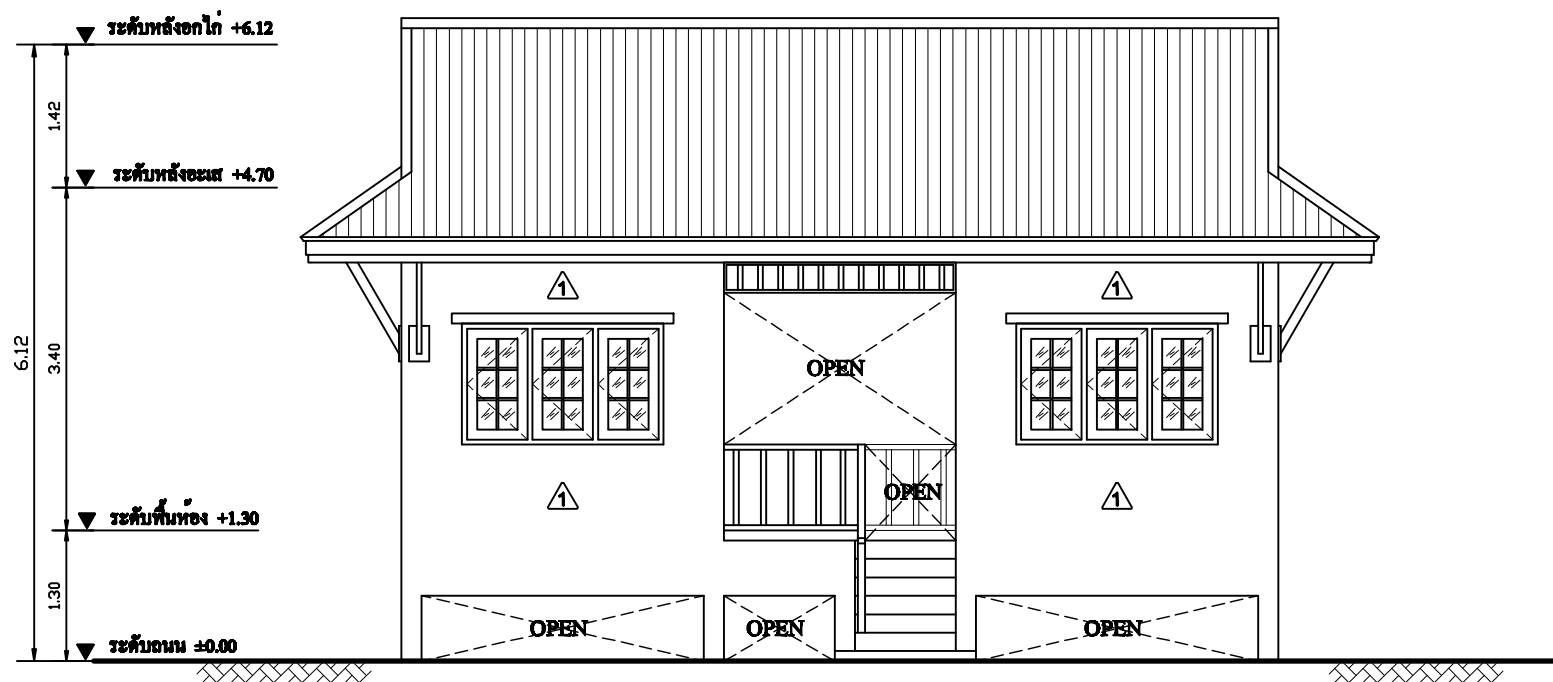 ระดับหลังอกไก่ +6.12
1.42
ระดับหลังอะเส +4.70
1
1
6.12
3.40
OPEN
OPEN
1
1
ระดับพื้นห้อง +1.30
1.30
OPEN
OPEN
OPEN
ระดับถนน ±0.00